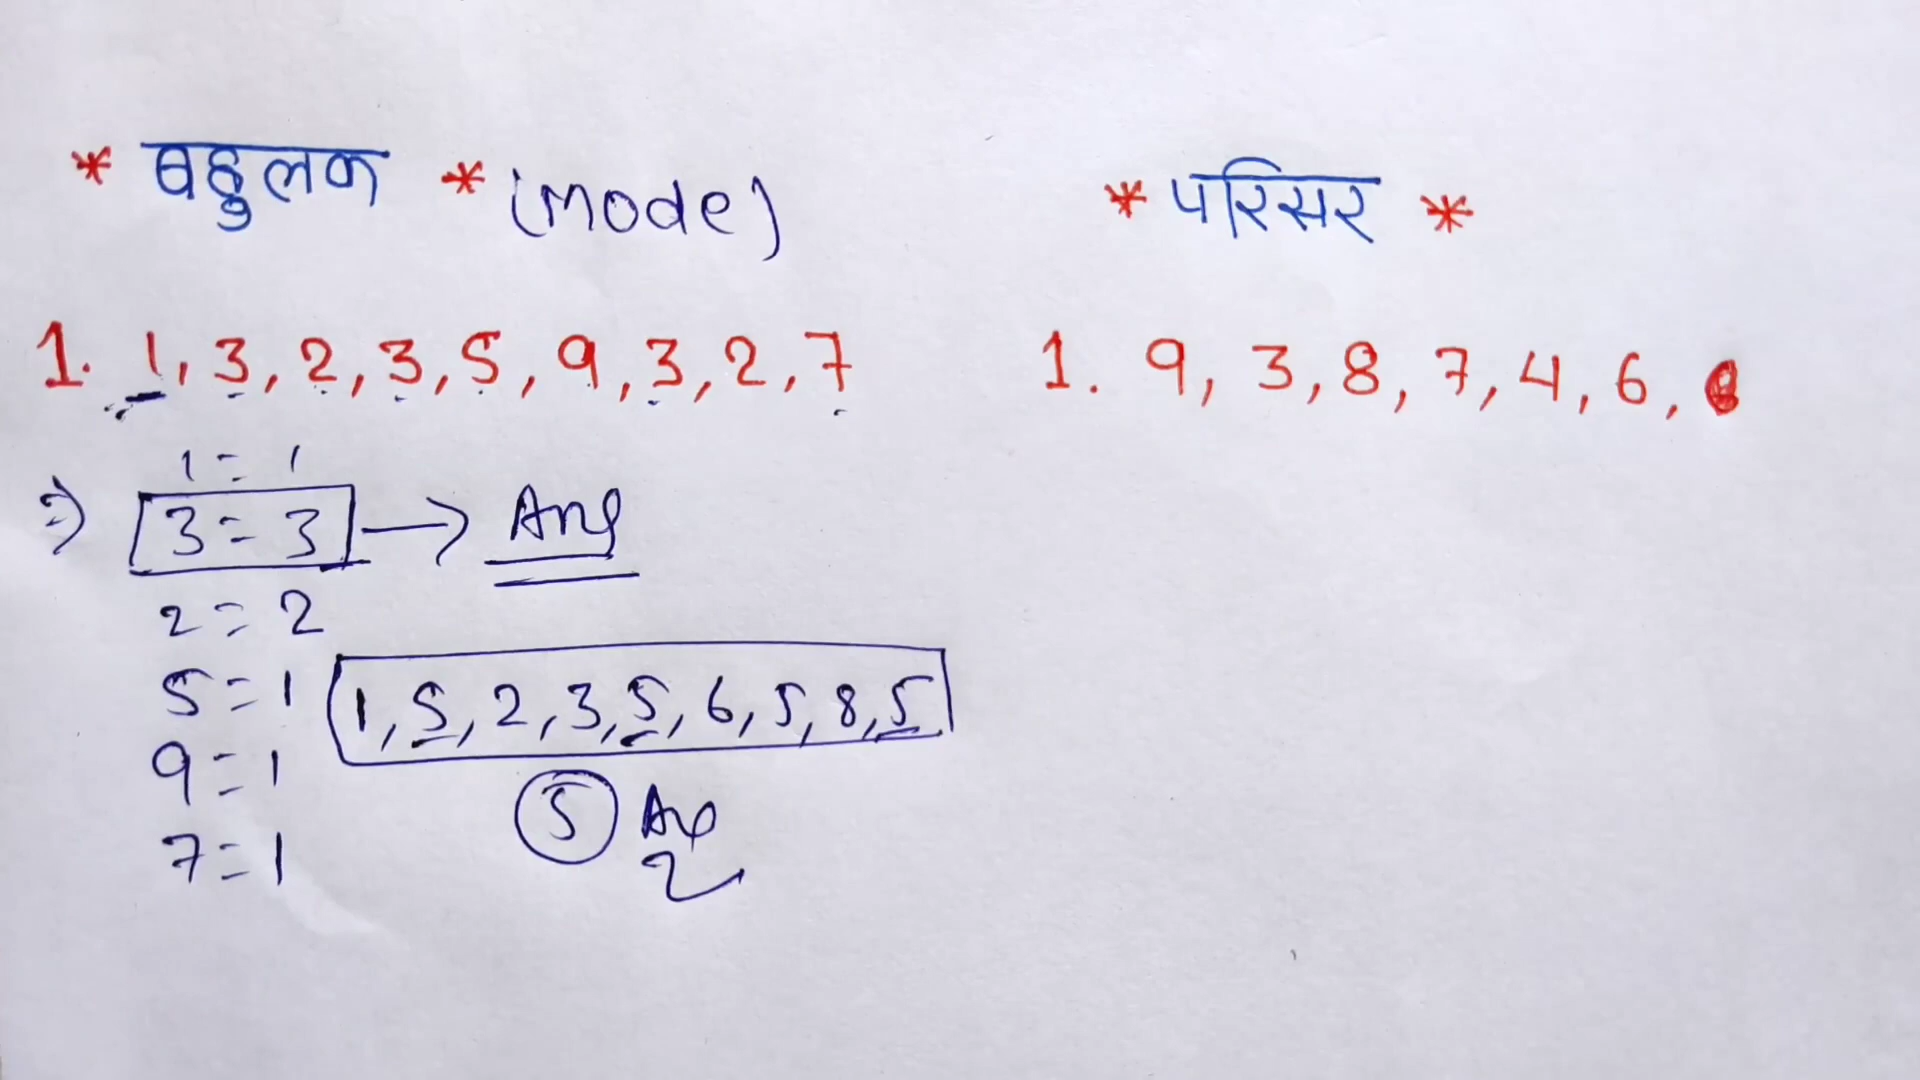 * बहुलक * (mode)
1. 1, 3, 2, 3, 5, 9, 3, 2, 7
1 = 1
⇒ 3 = 3 → Ans
2 = 2
5 = 1
9 = 1
7 = 1
1, 5, 2, 3, 5, 6, 5, 8, 5
5 Ans
* परिसर *
1. 9, 3, 8, 7, 4, 6,